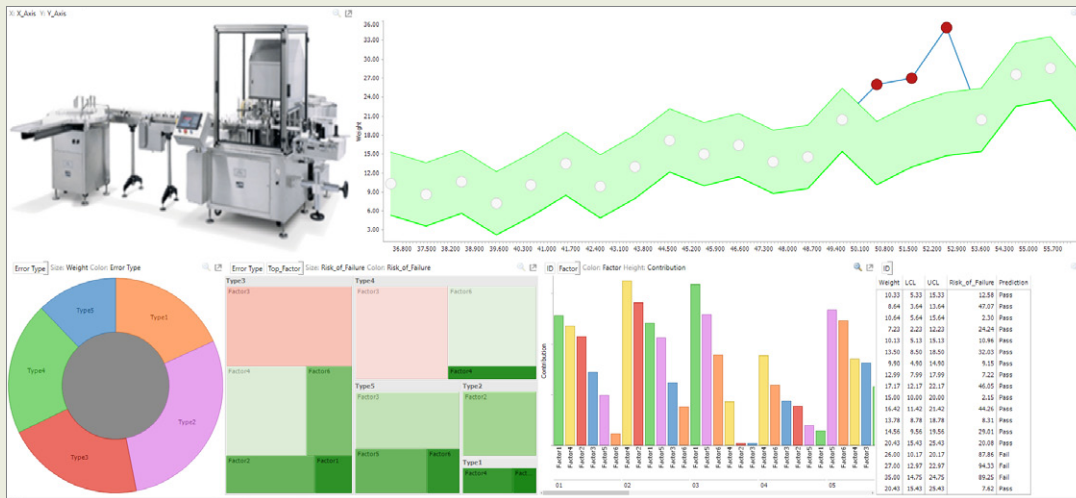 X: X_Axis Y: Y_Axis
Weight
36.00
33.00
30.00
27.00
24.00
21.00
18.00
15.00
12.00
9.00
6.00
3.00
36.800 37.500 38.200 38.900 39.600 40.300 41.000 41.700 42.400 43.100 43.800 44.500 45.200 45.900 46.600 47.300 48.000 48.700 49.400 50.100 50.800 51.500 52.200 52.900 53.600 54.300 55.000 55.700
Error Type Size: Weight Color: Error Type
Type5
Type1
Type4
Type2
Type3
Error Type Top_Factor Size: Risk_of_Failure Color: Risk_of_Failure
Type3
Factor3
Factor4
Factor6
Factor2
Factor1
Type4
Factor3
Factor6
Factor4
Type5
Factor3
Factor5
Factor6
Type2
Factor2
Type1
Factor4
Fact...
ID Factor Color: Factor Height: Contribution
Contribution
Factor1 Factor4 Factor2 Factor3 Factor5 Factor6
01 02 03 04 05
ID
Weight LCL UCL Risk_of_Failure Prediction
10.33 5.33 15.33 12.58 Pass
8.64 3.64 13.64 47.07 Pass
10.64 5.64 15.64 2.30 Pass
7.23 2.23 12.23 24.24 Pass
10.13 5.13 15.13 10.96 Pass
13.50 8.50 18.50 32.03 Pass
9.90 4.90 14.90 9.15 Pass
12.99 7.99 17.99 7.22 Pass
17.17 12.17 22.17 46.05 Pass
15.00 10.00 20.00 2.15 Pass
16.42 11.42 21.42 44.26 Pass
13.78 8.78 18.78 8.31 Pass
14.56 9.56 19.56 29.01 Pass
20.43 15.43 25.43 20.08 Pass
26.00 10.17 20.17 87.86 Fail
27.00 12.97 22.97 94.33 Fail
35.00 14.75 24.75 89.25 Fail
20.43 15.43 25.43 7.62 Pass